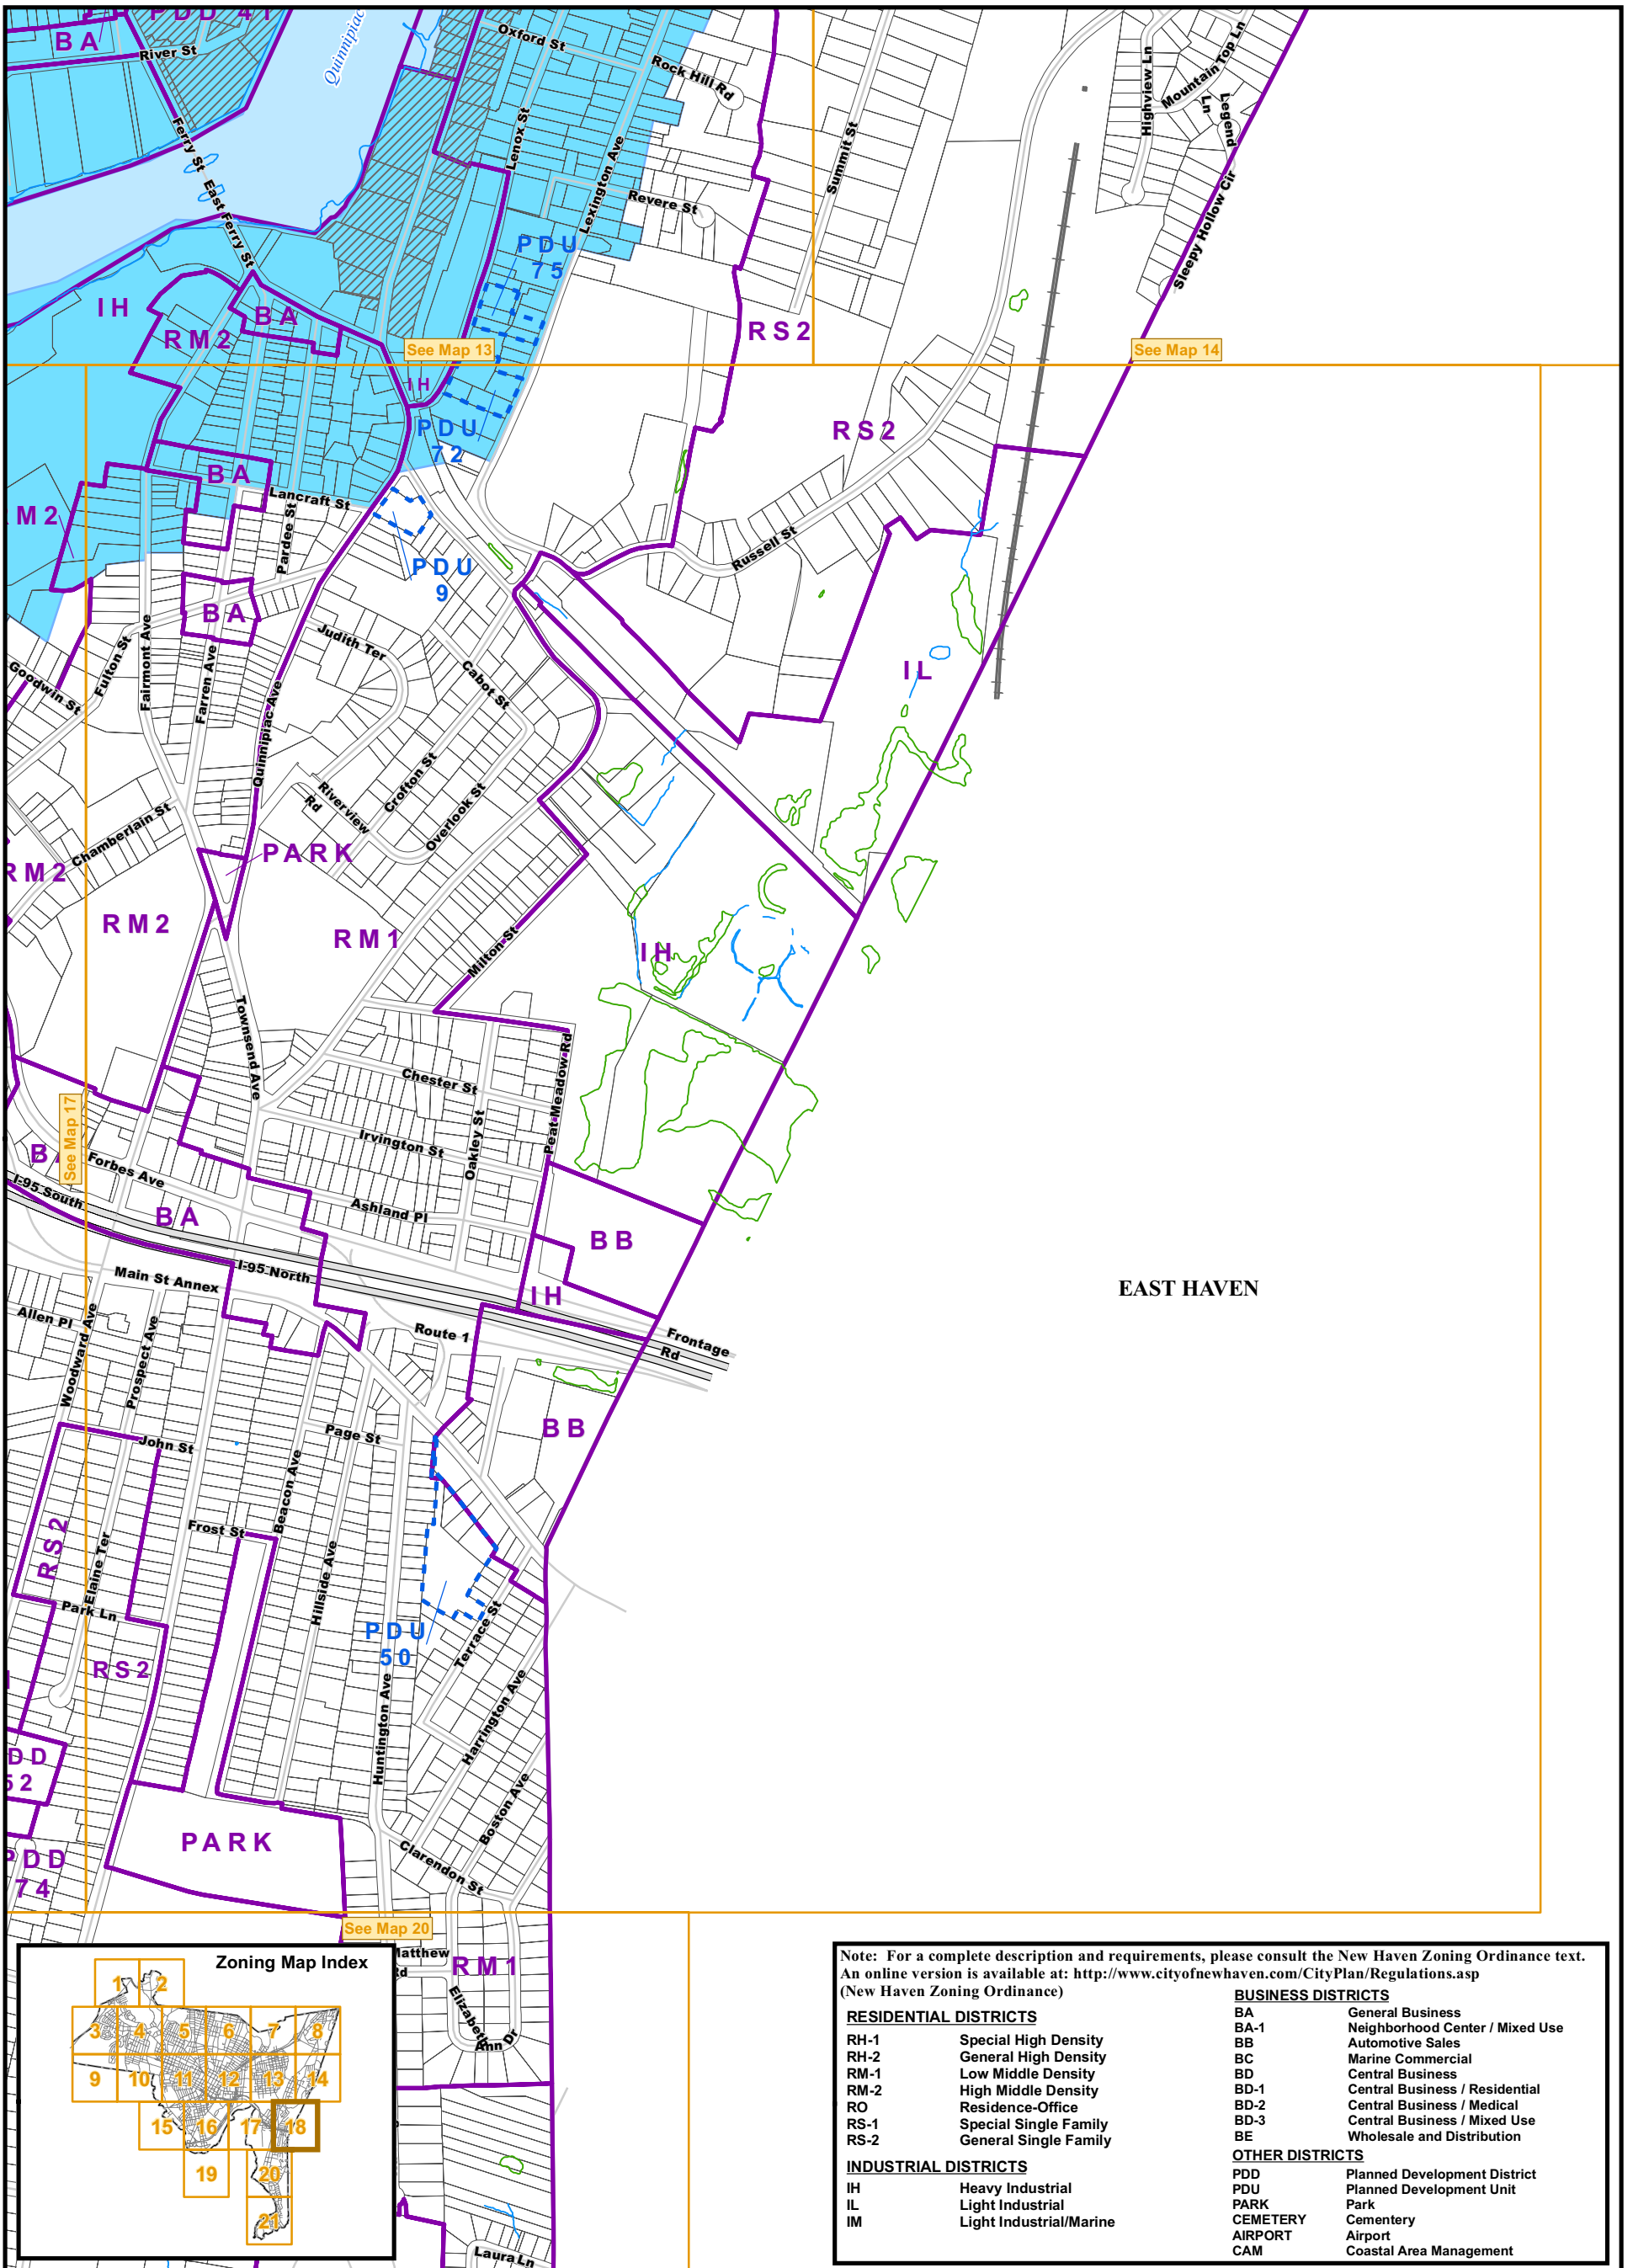 PDD 41
BA
River St
Quinnipiac
Oxford St
Rock Hill Rd
Highview Ln
Mountain Top Ln
Legend Ln
Lenox St
Lexington Ave
Summit St
Ferry St
East Ferry St
Revere St
Sleepy Hollow Cir
PDU
75
IH
RM2
BA
RS2
See Map 13
See Map 14
IH
PDU
72
RS2
BA
Lancraft St
M2
Pardee St
Russell St
PDU
9
BA
Judith Ter
Fulton St
Fairmont Ave
Farren Ave
Goodwin St
Cabot St
IL
Quinnipiac Ave
Riverview Rd
Crofton St
Overlook St
Chamberlain St
PARK
RM2
RM2
RM1
Milton St
IH
Townsend Ave
Chester St
Peat Meadow Rd
See Map 17
Irvington St
Oakley St
B
Forbes Ave
I-95 South
Ashland Pl
BA
BB
I-95 North
Main St Annex
IH
EAST HAVEN
Allen Pl
Woodward Ave
Prospect Ave
Route 1
Frontage Rd
BB
Page St
John St
Beacon Ave
Frost St
RS2
Elaine Ter
Hillside Ave
Park Ln
PDU
50
Terrace St
RS2
Huntington Ave
Harrington Ave
DD
52
Boston Ave
PARK
Clarendon St
PDD
74
See Map 20
Matthew Rd
RM1
Elizabeth Ann Dr
Laura Ln
Zoning Map Index
1 2
3 4 5 6 7 8
9 10 11 12 13 14
15 16 17 18
19 20
21
Note: For a complete description and requirements, please consult the New Haven Zoning Ordinance text.
An online version is available at: http://www.cityofnewhaven.com/CityPlan/Regulations.asp
(New Haven Zoning Ordinance)
RESIDENTIAL DISTRICTS
RH-1 Special High Density
RH-2 General High Density
RM-1 Low Middle Density
RM-2 High Middle Density
RO Residence-Office
RS-1 Special Single Family
RS-2 General Single Family
INDUSTRIAL DISTRICTS
IH Heavy Industrial
IL Light Industrial
IM Light Industrial/Marine
BUSINESS DISTRICTS
BA General Business
BA-1 Neighborhood Center / Mixed Use
BB Automotive Sales
BC Marine Commercial
BD Central Business
BD-1 Central Business / Residential
BD-2 Central Business / Medical
BD-3 Central Business / Mixed Use
BE Wholesale and Distribution
OTHER DISTRICTS
PDD Planned Development District
PDU Planned Development Unit
PARK Park
CEMETERY Cementery
AIRPORT Airport
CAM Coastal Area Management